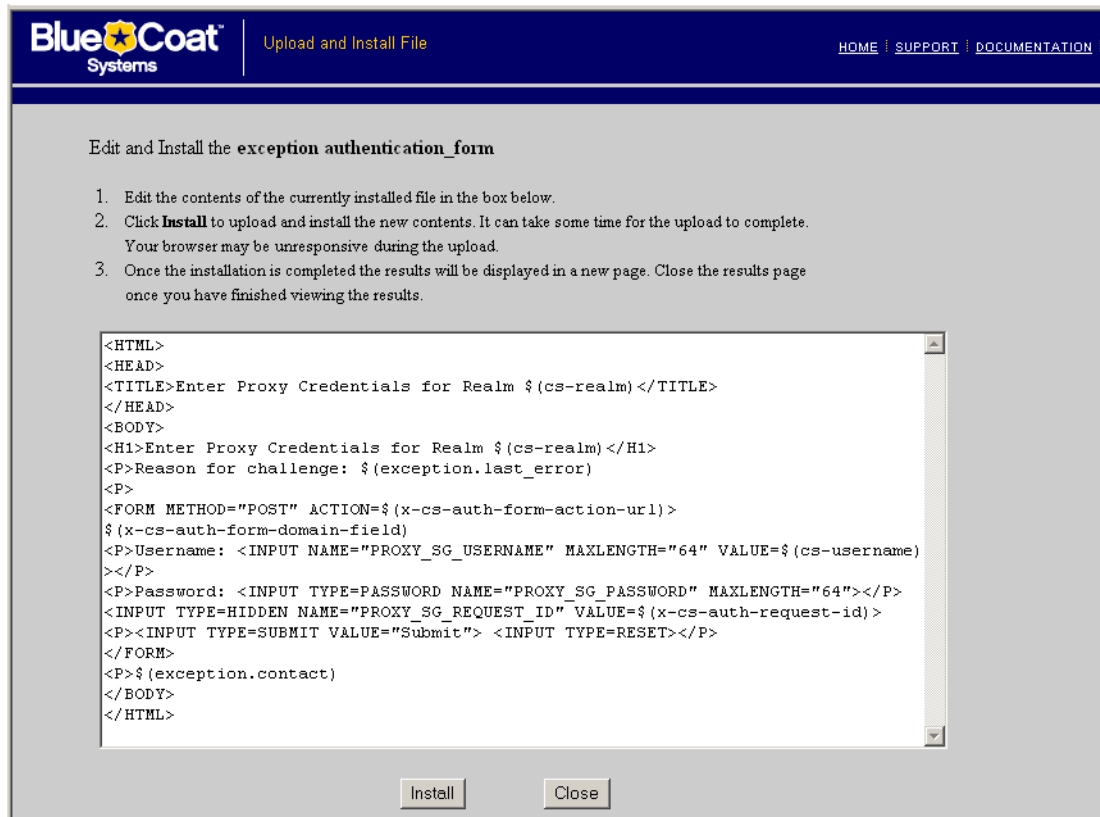 Blue Coat™
Systems
Upload and Install File
HOME SUPPORT DOCUMENTATION
Edit and Install the exception authentication_form
1. Edit the contents of the currently installed file in the box below.
2. Click Install to upload and install the new contents. It can take some time for the upload to complete.
Your browser may be unresponsive during the upload.
3. Once the installation is completed the results will be displayed in a new page. Close the results page
once you have finished viewing the results.
<HTML>
<HEAD>
<TITLE>Enter Proxy Credentials for Realm $(cs-realm)</TITLE>
</HEAD>
<BODY>
<H1>Enter Proxy Credentials for Realm $(cs-realm)</H1>
<P>Reason for challenge: $(exception.last_error)
<P>
<FORM METHOD="POST" ACTION=$(x-cs-auth-form-action-url)>
$(x-cs-auth-form-domain-field)
<P>Username: <INPUT NAME="PROXY_SG_USERNAME" MAXLENGTH="64" VALUE=$(cs-username)
></P>
<P>Password: <INPUT TYPE=PASSWORD NAME="PROXY_SG_PASSWORD" MAXLENGTH="64"></P>
<INPUT TYPE=HIDDEN NAME="PROXY_SG_REQUEST_ID" VALUE=$(x-cs-auth-request-id)>
<P><INPUT TYPE=SUBMIT VALUE="Submit"> <INPUT TYPE=RESET></P>
</FORM>
<P>$(exception.contact)
</BODY>
</HTML>
Install Close